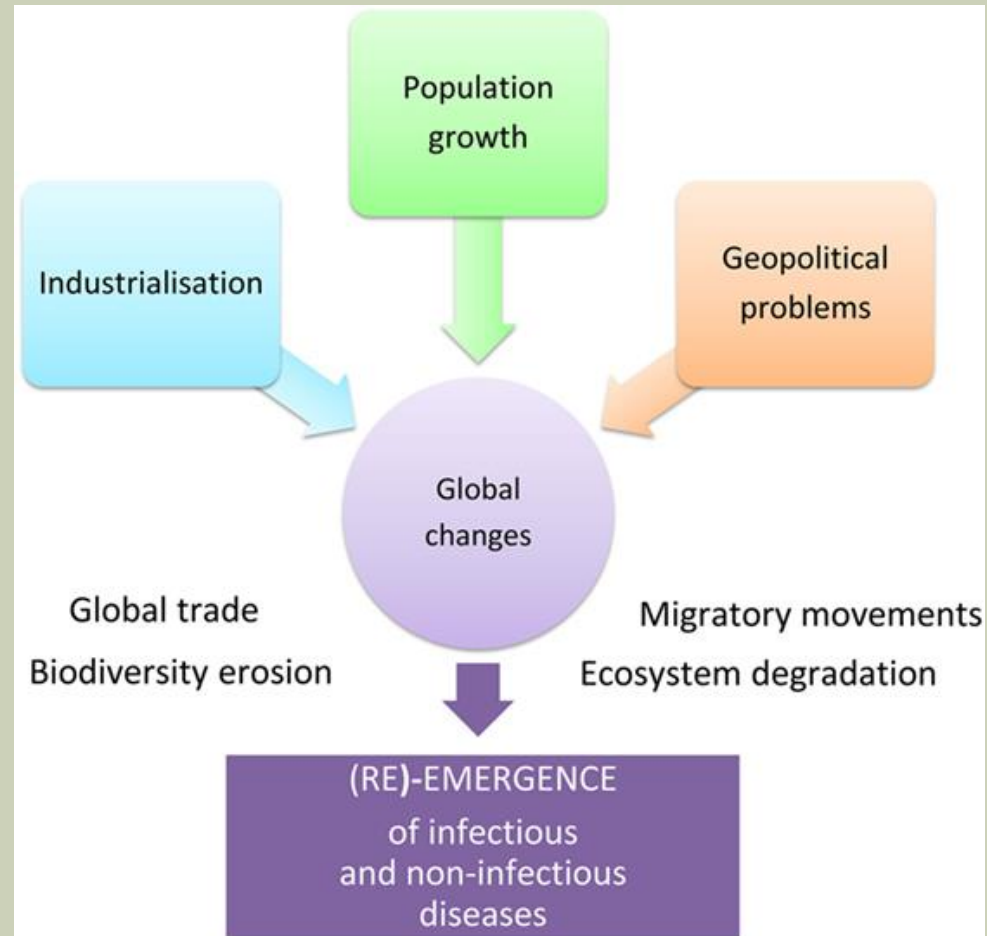 Population
growth
Industrialisation
Geopolitical
problems
Global
changes
Global trade
Biodiversity erosion
Migratory movements
Ecosystem degradation
(RE)-EMERGENCE
of infectious
and non-infectious
diseases